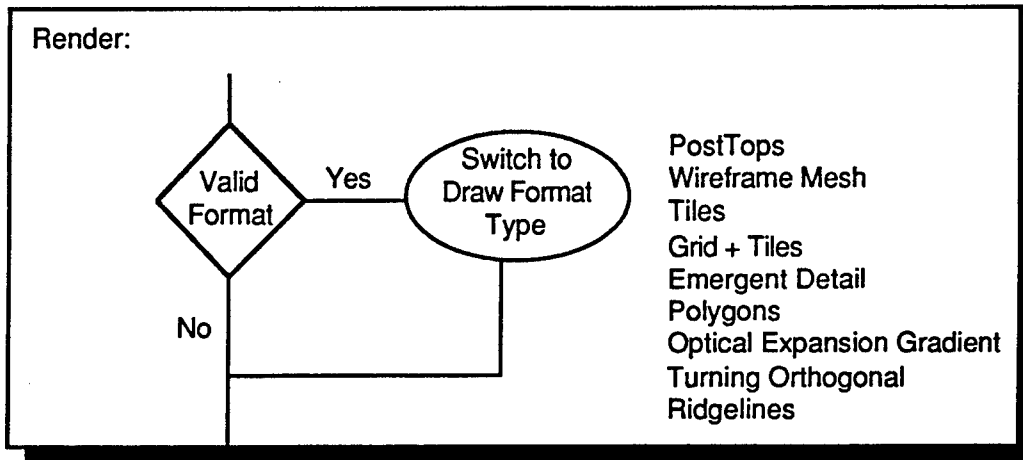 Render:
Valid
Format
Yes
No
Switch to
Draw Format
Type
PostTops
Wireframe Mesh
Tiles
Grid + Tiles
Emergent Detail
Polygons
Optical Expansion Gradient
Turning Orthogonal
Ridgelines